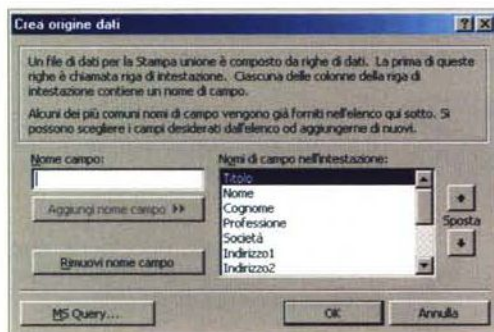 Crea origine dati
Un file di dati per la Stampa unione è composto da righe di dati. La prima di queste
righe è chiamata riga di intestazione. Ciascuna delle colonne della riga di
intestazione contiene un nome di campo.
Alcuni dei più comuni nomi di campo vengono già forniti nell'elenco qui sotto. Si
possono scegliere i campi desiderati dall'elenco od aggiungerne di nuovi.
Nome campo:
Nomi di campo nell'intestazione:
Titolo
Nome
Aggiungi nome campo
Cognome
Professione
Sposta
Società
Rimuovi nome campo
Indirizzo1
Indirizzo2
MS Query...
OK
Annulla